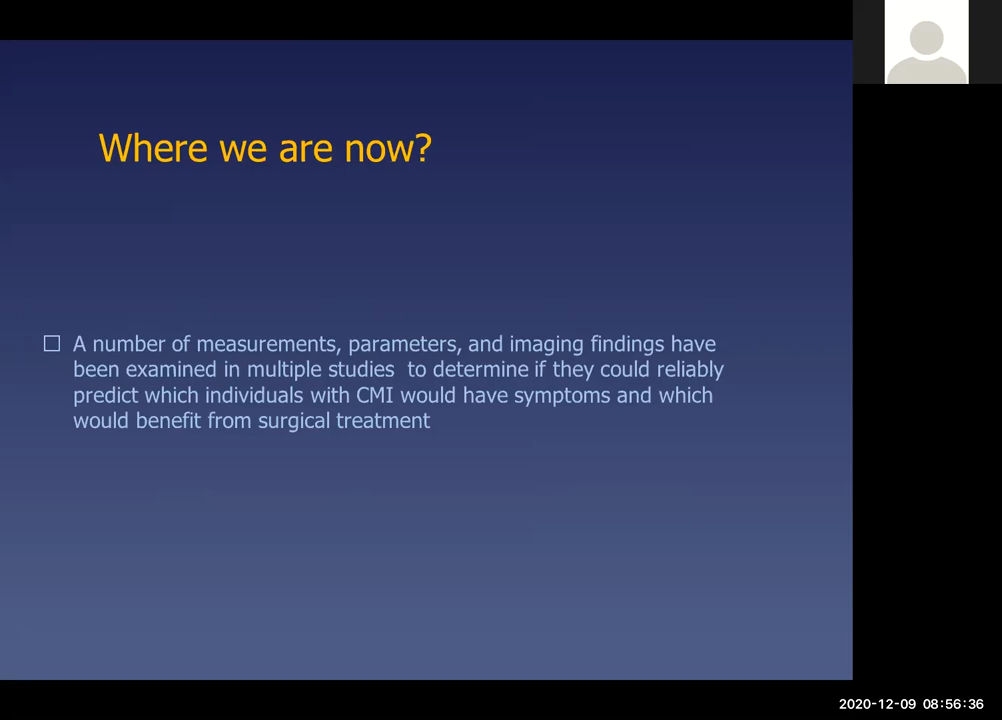 Where we are now?
A number of measurements, parameters, and imaging findings have
been examined in multiple studies  to determine if they could reliably
predict which individuals with CMI would have symptoms and which
would benefit from surgical treatment
2020-12-09 08:56:36